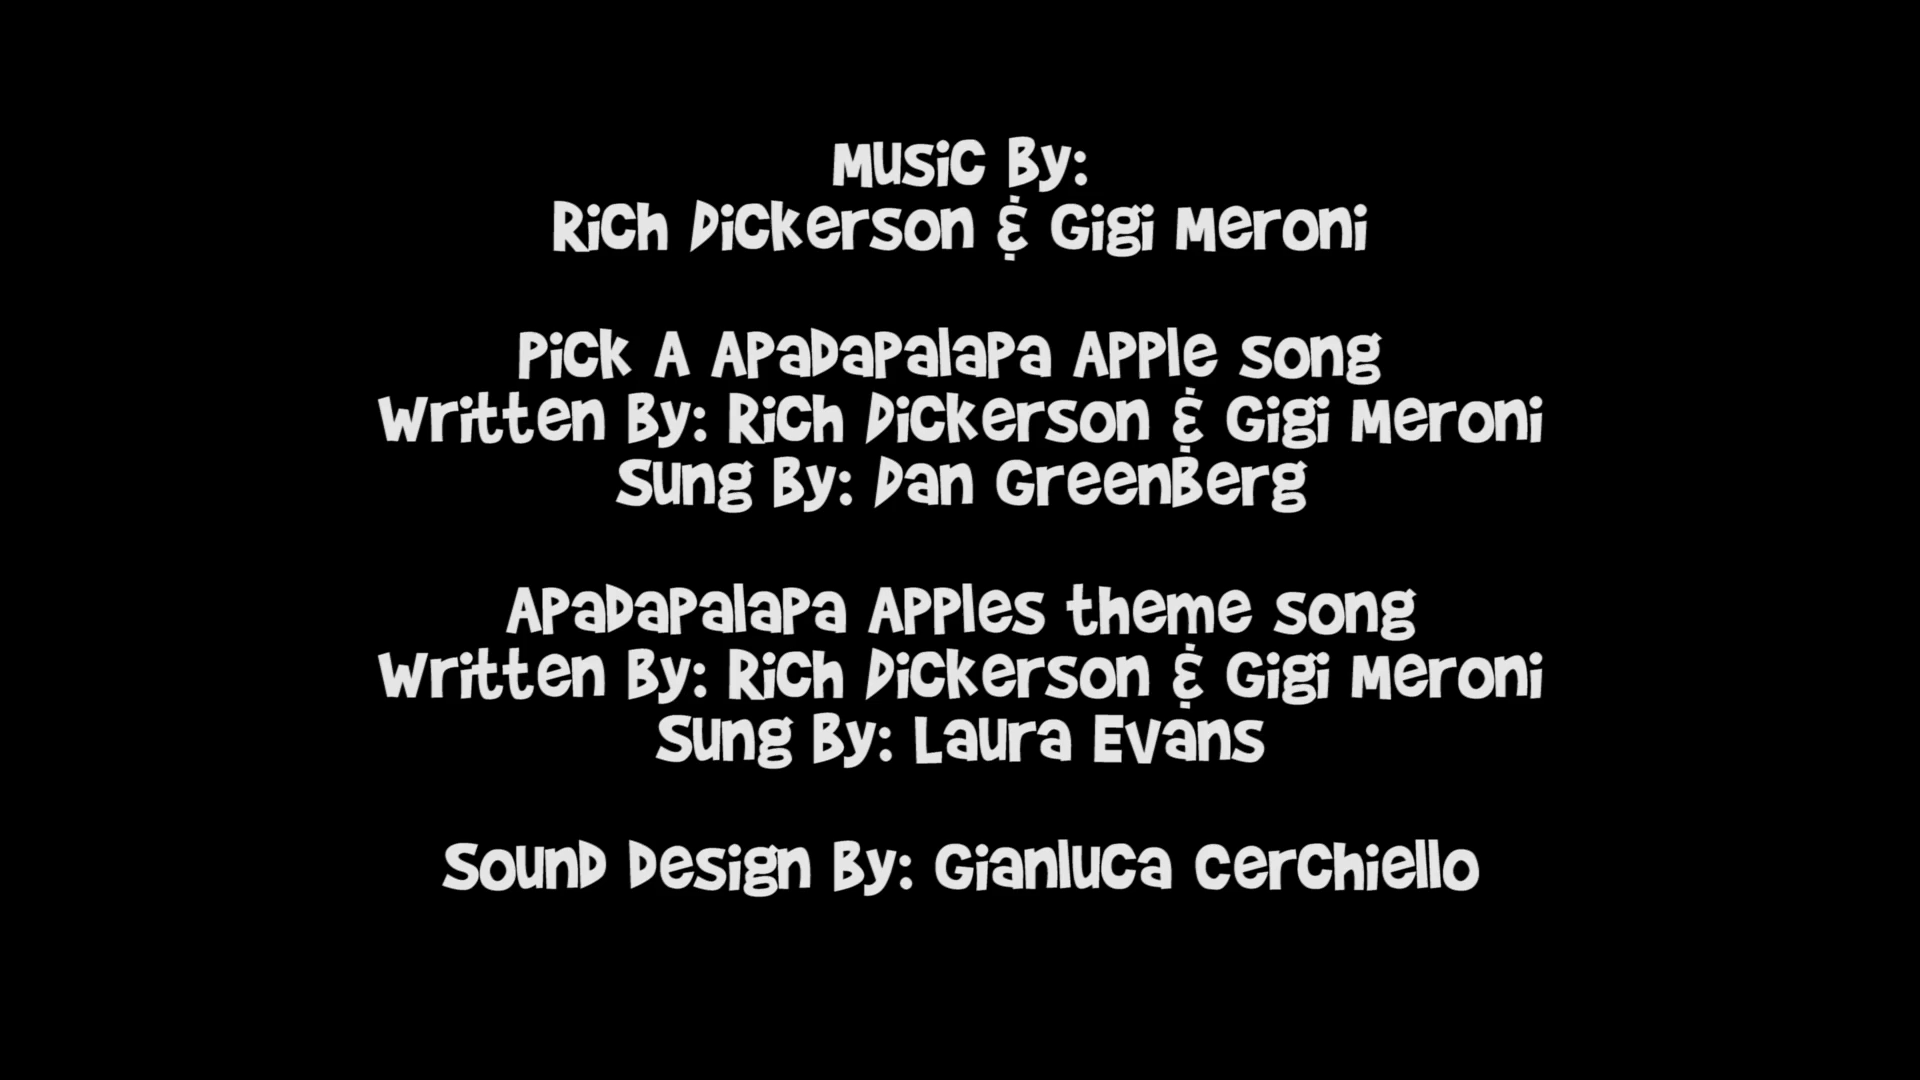 Music By:
Rich Dickerson & Gigi Meroni
Pick A Apadapalapa Apple Song
Written By: Rich Dickerson & Gigi Meroni
Sung By: Dan Greenberg
Apadapalapa Apples Theme Song
Written By: Rich Dickerson & Gigi Meroni
Sung By: Laura Evans
Sound Design By: Gianluca Cerchiello